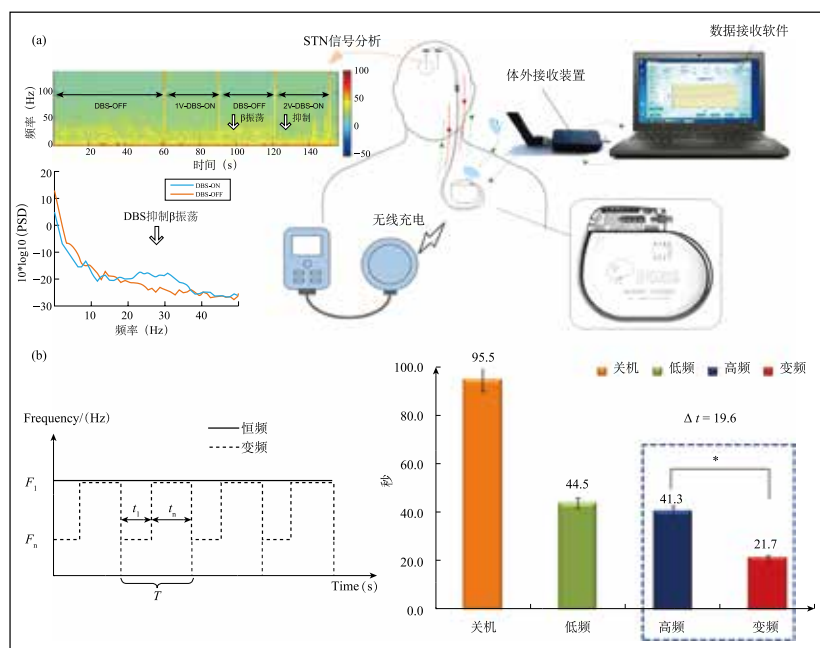 (a)
STN信号分析
数据接收软件
体外接收装置
频率 (Hz)
100
50
0
DBS-OFF
1V-DBS-ON
DBS-OFF
2V-DBS-ON
β振荡
抑制
100
50
0
-50
20
40
60
80
100
120
140
时间 (s)
10*log10 (PSD)
20
10
0
-10
-20
-30
DBS-ON
DBS-OFF
DBS抑制β振荡
10
20
30
40
频率 (Hz)
无线充电
(b)
Frequency/(Hz)
恒频
变频
F1
Fn
t1
tn
T
Time (s)
关机
低频
高频
变频
秒
100.0
80.0
60.0
40.0
20.0
0.0
95.5
44.5
41.3
21.7
Δ t = 19.6
*
关机
低频
高频
变频